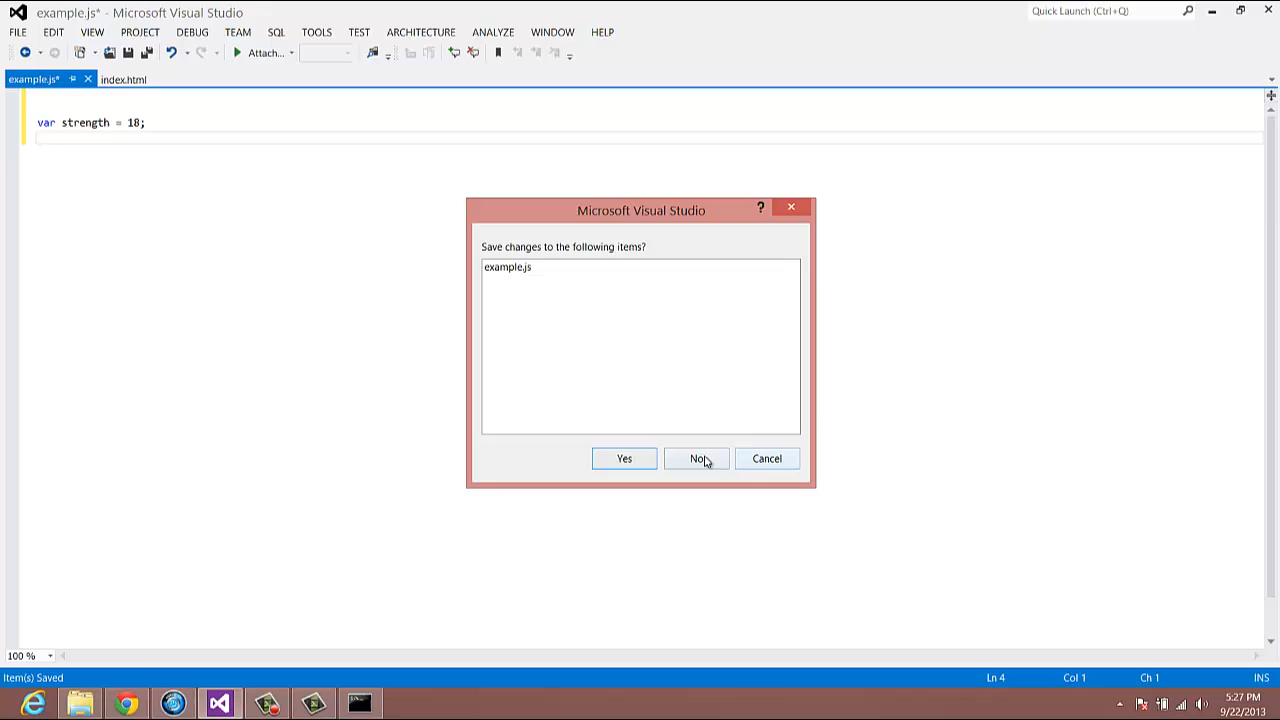 example.js* - Microsoft Visual Studio
Quick Launch (Ctrl+Q)
FILE EDIT VIEW PROJECT DEBUG TEAM SQL TOOLS TEST ARCHITECTURE ANALYZE WINDOW HELP
Attach...
example.js* index.html
var strength = 18;
Microsoft Visual Studio ?
Save changes to the following items?
example.js
Yes No Cancel
100 %
Item(s) Saved Ln 4 Col 1 Ch 1 INS
5:27 PM
9/22/2013